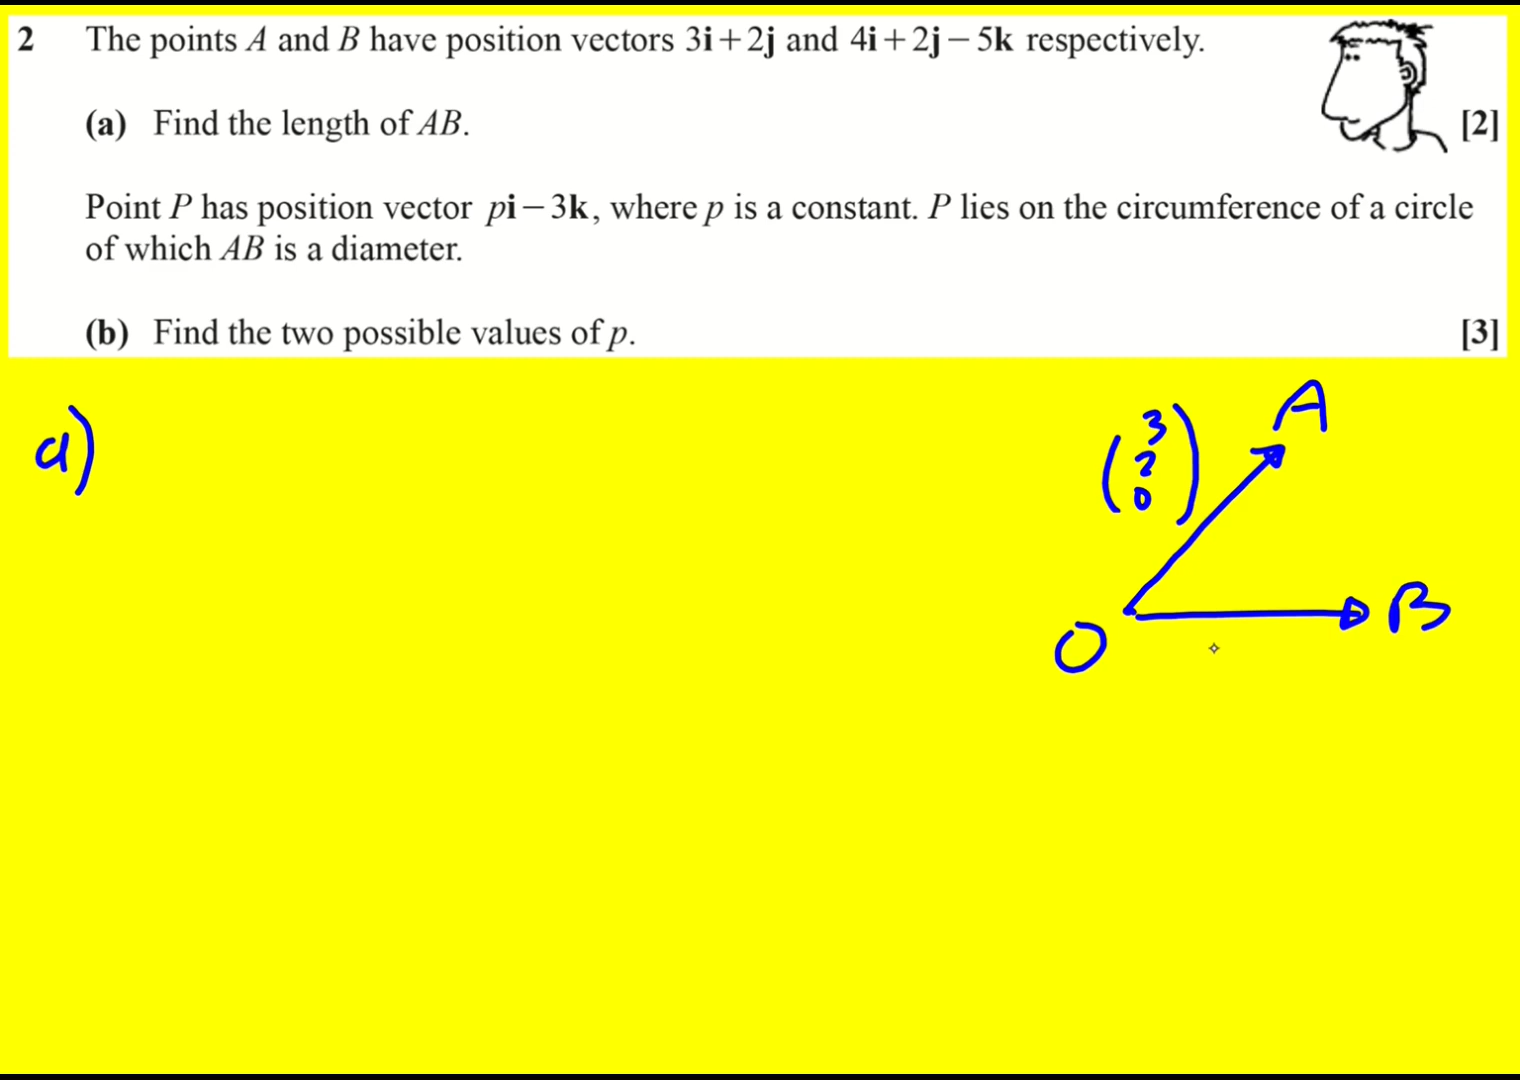 2 The points A and B have position vectors 3i+2j and 4i+2j−5k respectively.
(a) Find the length of AB. [2]
Point P has position vector pi−3k, where p is a constant. P lies on the circumference of a circle
of which AB is a diameter.
(b) Find the two possible values of p. [3]
a)
A
3
2
0
B
O